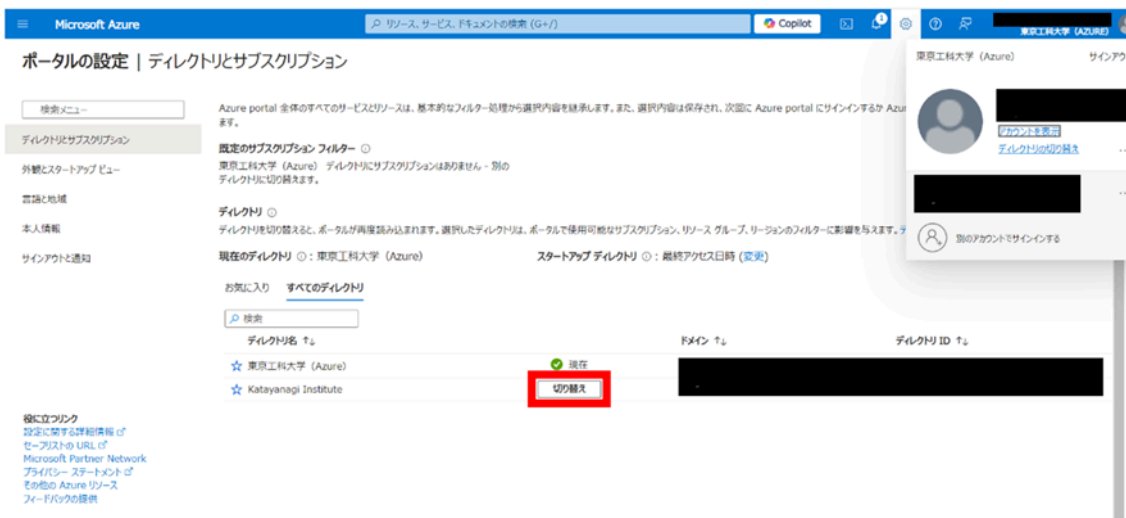 Microsoft Azure
リソース、サービス、ドキュメントの検索 (G+/)
Copilot
東京工科大学 (AZURE)
ポータルの設定 | ディレクトリとサブスクリプション
東京工科大学 (Azure)
サインアウ
検索メニュー
ディレクトリとサブスクリプション
外観とスタートアップ ビュー
言語と地域
本人情報
サインアウトと通知
Azure portal 全体のすべてのサービスとリソースは、基本的なフィルター処理から選択内容を継承します。また、選択内容は保存され、次回に Azure portal にサインインするか Azur
ます。
既定のサブスクリプション フィルター
東京工科大学 (Azure) ディレクトリにサブスクリプションはありません - 別の
ディレクトリに切り替えます。
アカウントを表示
ディレクトリの切り替え
別のアカウントでサインインする
ディレクトリ
ディレクトリを切り替えると、ポータルが再度読み込まれます。選択したディレクトリは、ポータルで使用可能なサブスクリプション、リソース グループ、リージョンのフィルターに影響を与えます。
現在のディレクトリ : 東京工科大学 (Azure)
スタートアップ ディレクトリ : 最終アクセス日時 (変更)
お気に入り すべてのディレクトリ
検索
ディレクトリ名 ↑↓ ドメイン ↑↓ ディレクトリ ID ↑↓
東京工科大学 (Azure) 現在
Katayanagi Institute 切り替え
役に立つリンク
設定に関する詳細情報
セーフリストの URL
Microsoft Partner Network
プライバシー ステートメント
その他の Azure リソース
フィードバックの提供